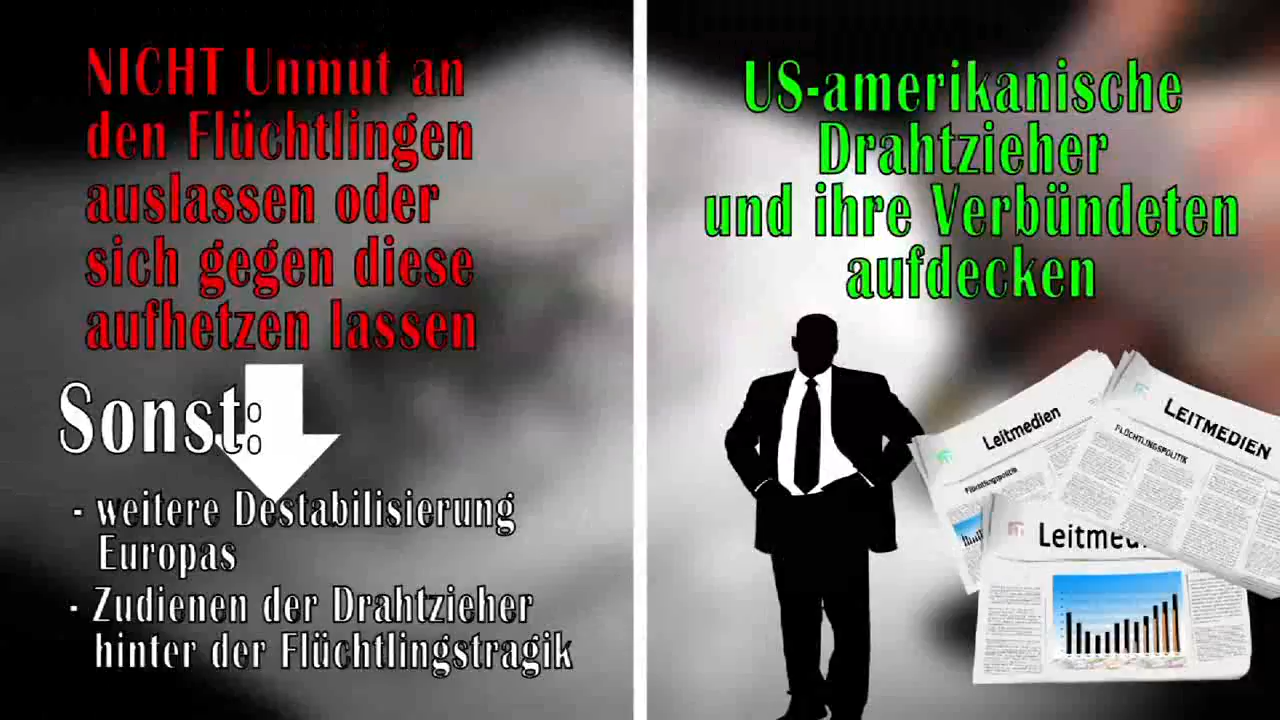 NICHT Unmut an
den Flüchtlingen
auslassen oder
sich gegen diese
aufhetzen lassen
Sonst:
- weitere Destabilisierung
Europas
- Zudienen der Drahtzieher
hinter der Flüchtlingstragik
US-amerikanische
Drahtzieher
und ihre Verbündeten
aufdecken
Leitmedien
Flüchtlingspolitik
LEITMEDIEN
FLÜCHTLINGSPOLITIK